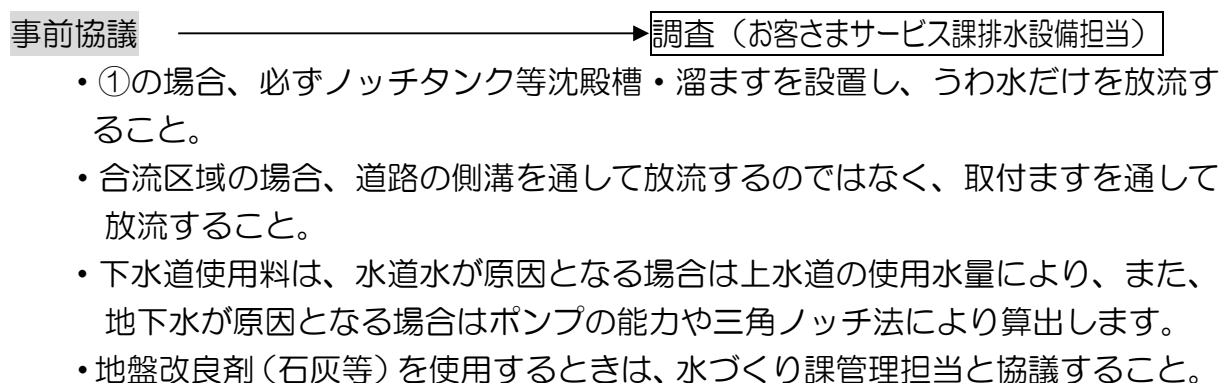 事前協議 調査（お客さまサービス課排水設備担当）
・①の場合、必ずノッチタンク等沈殿槽・溜ますを設置し、うわ水だけを放流す
ること。
・合流区域の場合、道路の側溝を通して放流するのではなく、取付ますを通して
放流すること。
・下水道使用料は、水道水が原因となる場合は上水道の使用水量により、また、
地下水が原因となる場合はポンプの能力や三角ノッチ法により算出します。
・地盤改良剤（石灰等）を使用するときは、水づくり課管理担当と協議すること。